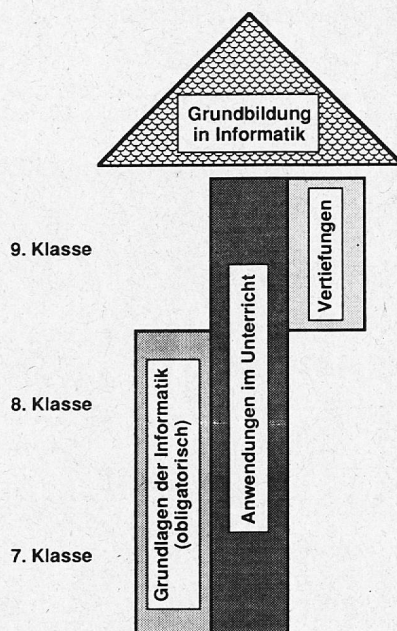 Grundbildung
in Informatik
9. Klasse
Vertiefungen
Anwendungen im Unterricht
8. Klasse
Grundlagen der Informatik
(obligatorisch)
7. Klasse